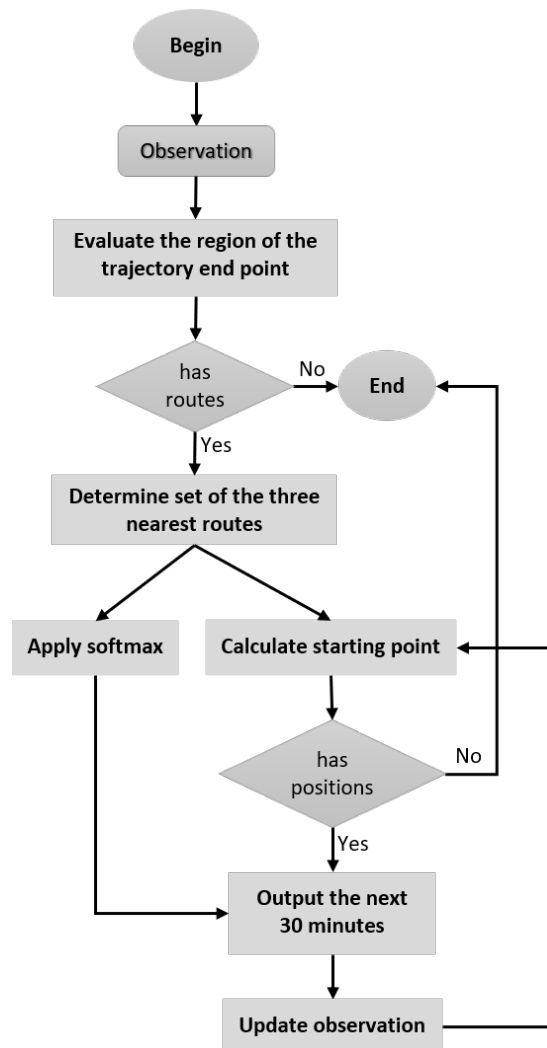 Begin
Observation
Evaluate the region of the
trajectory end point
has
routes
No
End
Yes
Determine set of the three
nearest routes
Apply softmax
Calculate starting point
has
positions
No
Yes
Output the next
30 minutes
Update observation